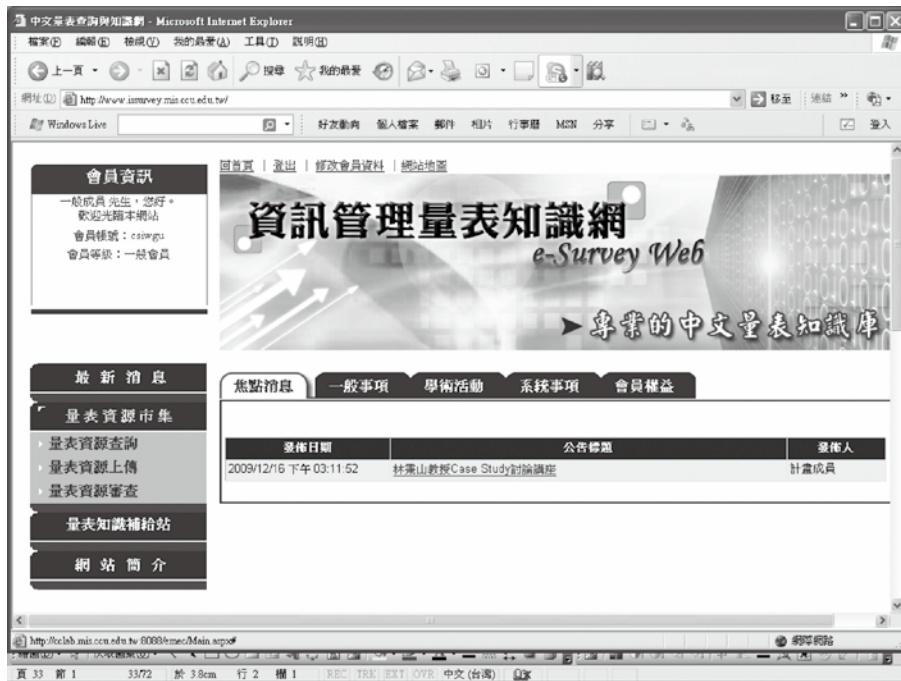 中文量表查詢與知識網 - Microsoft Internet Explorer
檔案(F) 編輯(E) 檢視(V) 我的最愛(A) 工具(T) 說明(H)
上一頁 搜尋 我的最愛
網址(D) http://www.issurvey.mis.ccu.edu.tw/ 移至 連結 »
Windows Live 好友動向 個人檔案 郵件 相片 行事曆 MSN 分享 登入
會員資訊
一般成員 先生，您好。
歡迎光臨本網站
會員帳號：csiwgu
會員等級：一般會員
回首頁 | 登出 | 修改會員資料 | 網站地圖
資訊管理量表知識網
e-Survey Web
➤ 專業的中文量表知識庫
最新消息
量表資源市集
量表資源查詢
量表資源上傳
量表資源審查
量表知識補給站
網站簡介
焦點消息 一般事項 學術活動 系統事項 會員權益
發佈日期 公告標題 發佈人
2009/12/16 下午 03:11:52 林東山教授Case Study討論講座 計畫成員
http://cclab.mis.ccu.edu.tw:8088/emec/Main.aspx# 網際網路
頁 33 節 1 33/72 於 3.8cm 行 2 欄 1 REC TRK EXT OVR 中文(台灣)